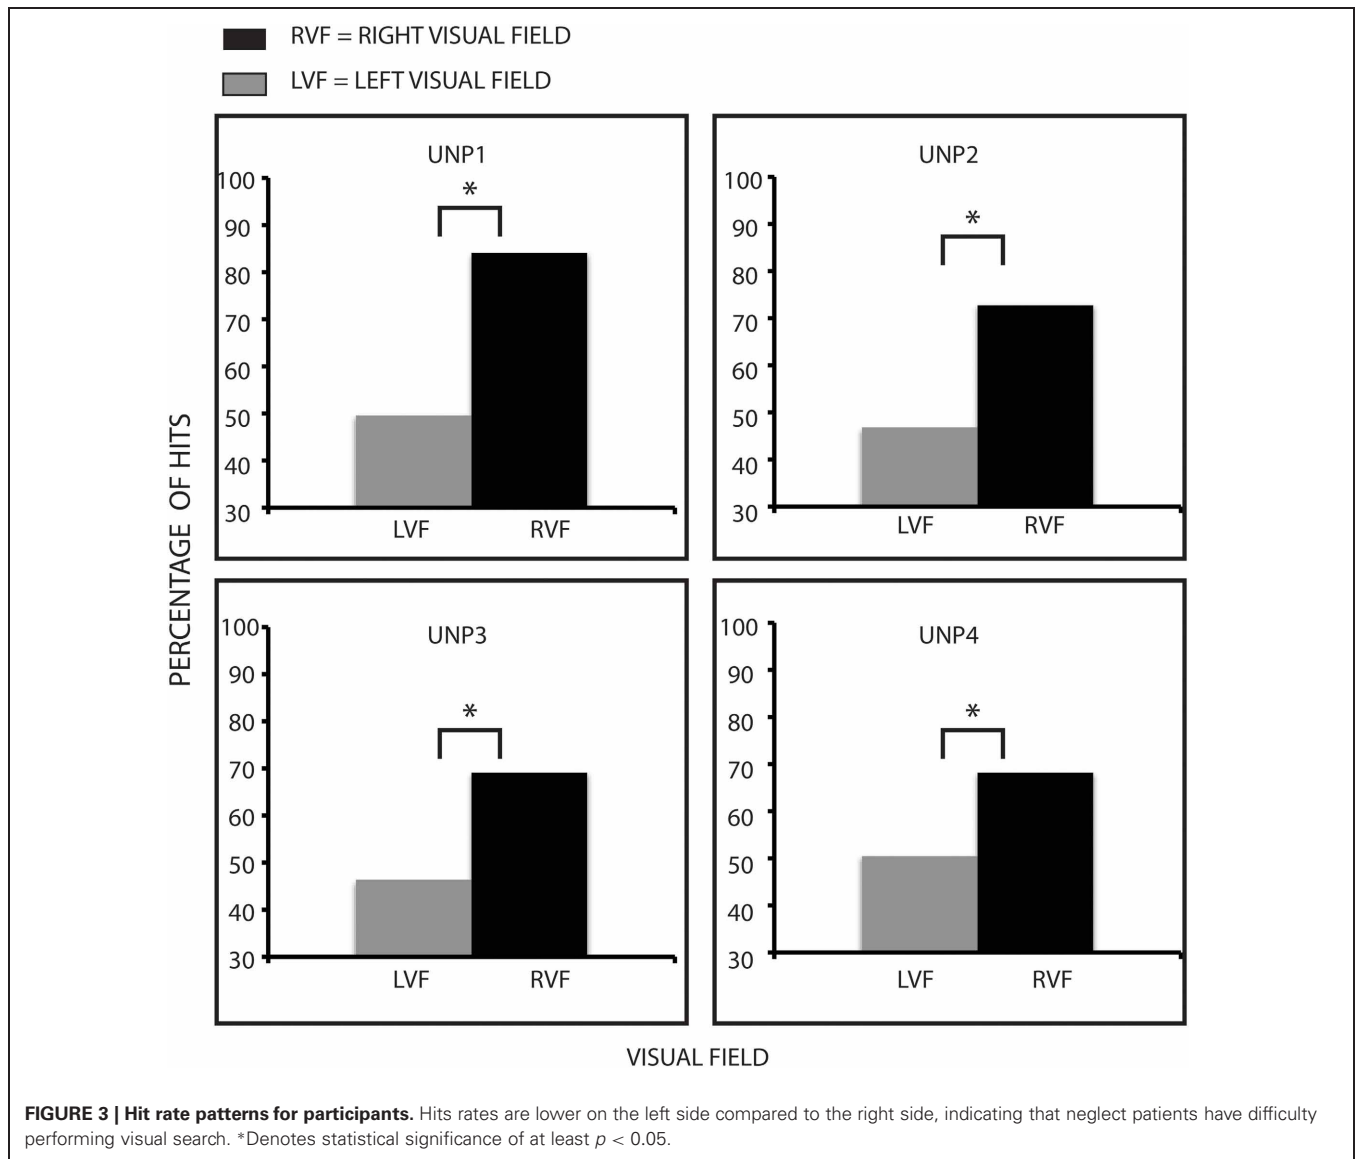 RVF = RIGHT VISUAL FIELD
LVF = LEFT VISUAL FIELD
UNP1
*
100
90
80
70
60
50
40
30
LVF RVF
UNP2
*
100
90
80
70
60
50
40
30
LVF RVF
PERCENTAGE OF HITS
UNP3
*
100
90
80
70
60
50
40
30
LVF RVF
UNP4
*
100
90
80
70
60
50
40
30
LVF RVF
VISUAL FIELD
FIGURE 3 | Hit rate patterns for participants. Hits rates are lower on the left side compared to the right side, indicating that neglect patients have difficulty
performing visual search. *Denotes statistical significance of at least p < 0.05.